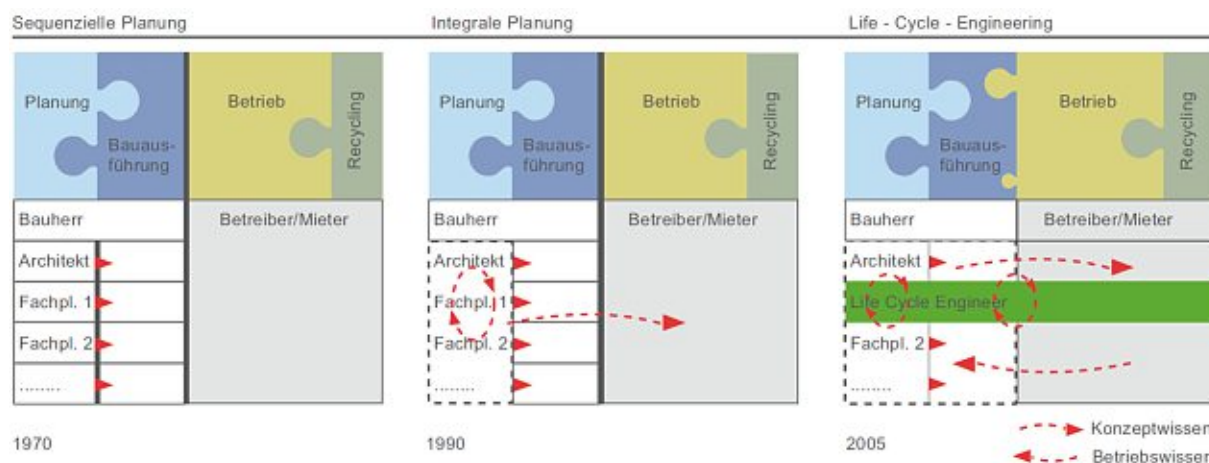 Sequenzielle Planung
Integrale Planung
Life - Cycle - Engineering
Planung
Bauaus-
führung
Betrieb
Recycling
Bauherr
Betreiber/Mieter
Architekt
Fachpl. 1
Fachpl. 2
........
1970
Planung
Bauaus-
führung
Betrieb
Recycling
Bauherr
Betreiber/Mieter
Architekt
Fachpl. 1
Fachpl. 2
........
1990
Planung
Bauaus-
führung
Betrieb
Recycling
Bauherr
Betreiber/Mieter
Architekt
Life Cycle Engineer
Fachpl. 2
........
2005
Konzeptwissen
Betriebswissen